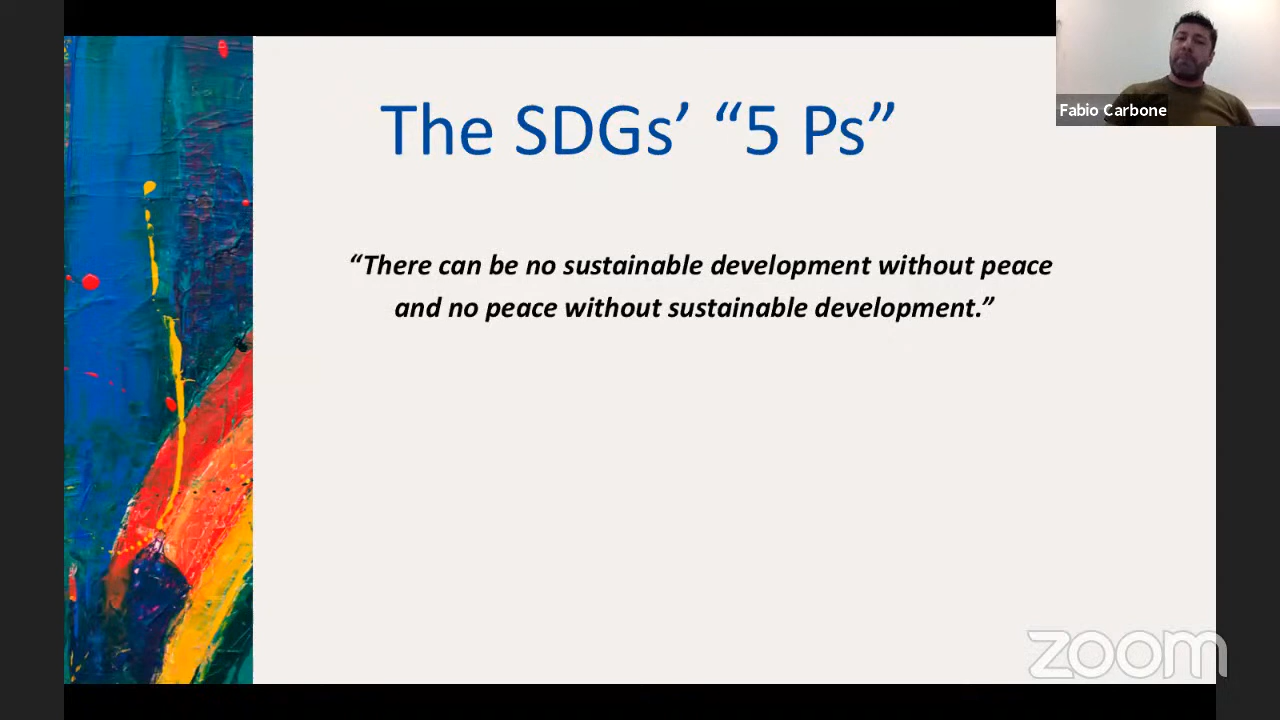 The SDGs’ “5 Ps”
Fabio Carbone
“There can be no sustainable development without peace
and no peace without sustainable development.”
zoom